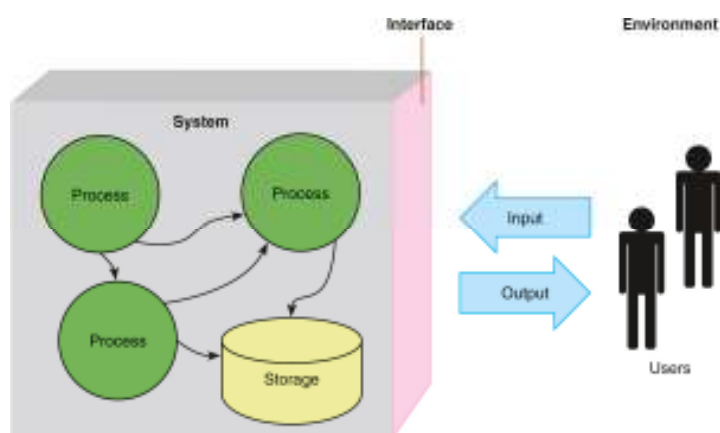 Interface
Environment
System
Process
Process
Input
Output
Process
Storage
Users